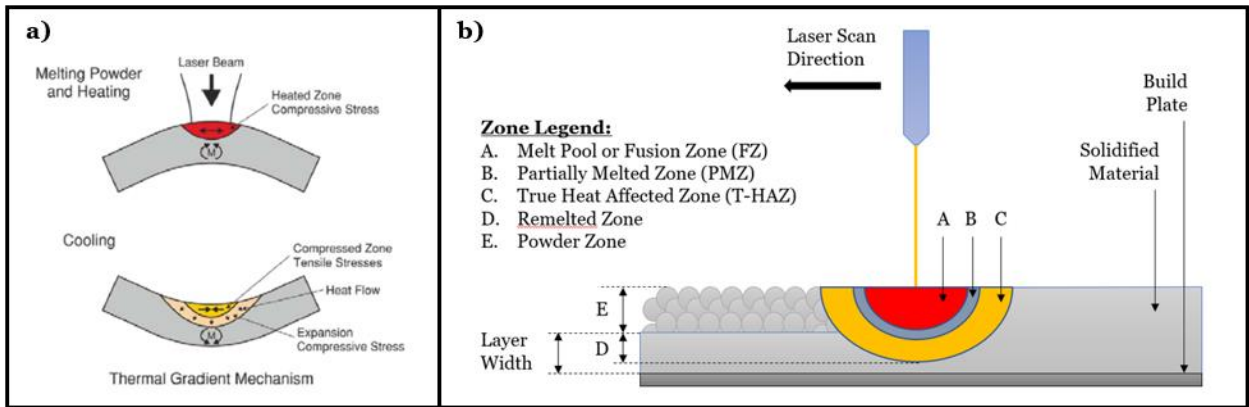 a)
Laser Beam
Melting Powder
and Heating
Heated Zone
Compressive Stress
M
Cooling
Compressed Zone
Tensile Stresses
Heat Flow
M
Expansion
Compressive Stress
Thermal Gradient Mechanism
b)
Laser Scan
Direction
Build
Plate
Zone Legend:
A. Melt Pool or Fusion Zone (FZ)
B. Partially Melted Zone (PMZ)
C. True Heat Affected Zone (T-HAZ)
D. Remelted Zone
E. Powder Zone
Solidified
Material
A B C
E
D
Layer
Width